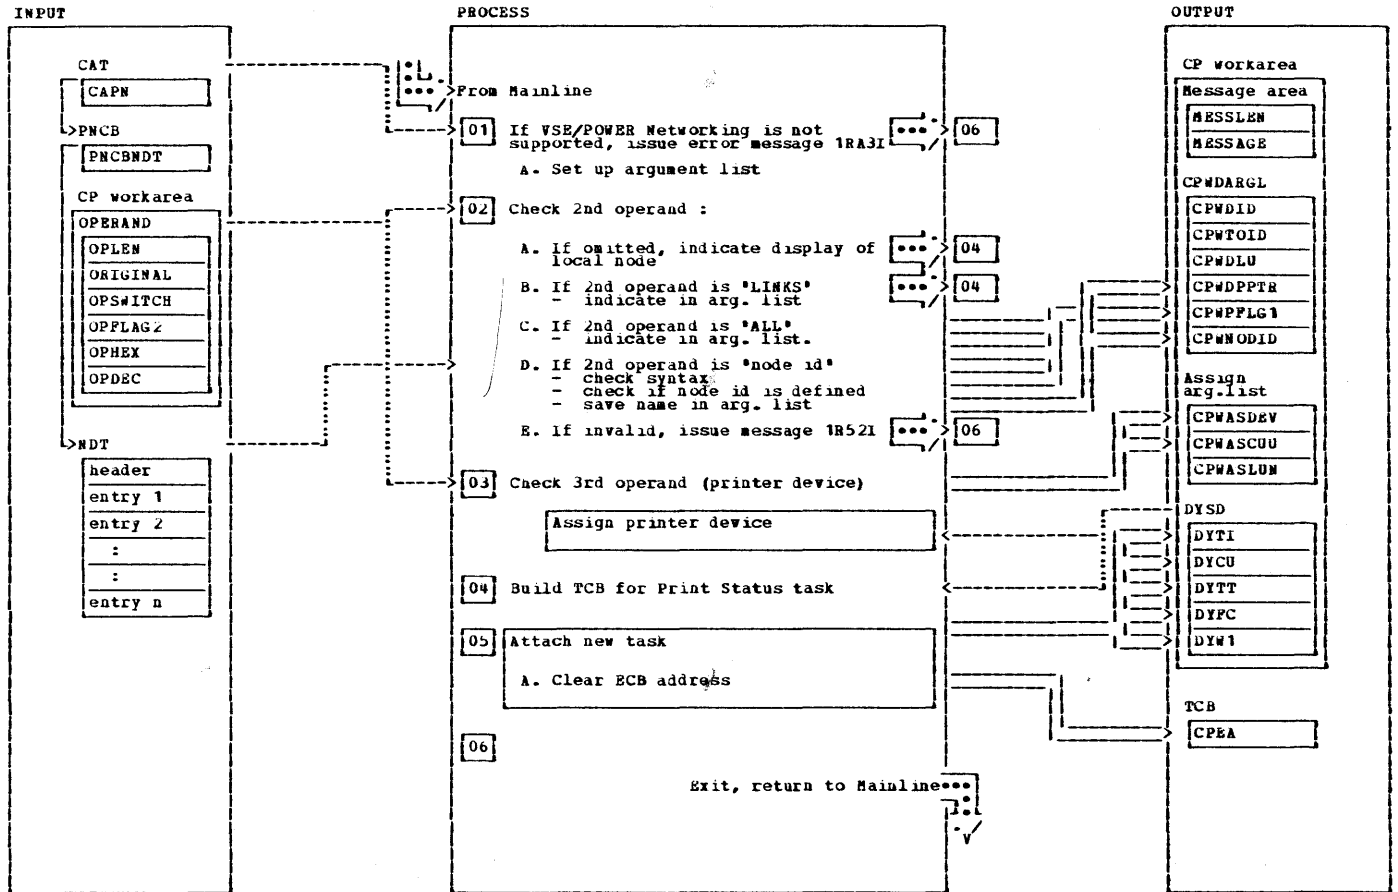 INPUT
PROCESS
OUTPUT
CAT
CAPN
PNCB
PNCBNDT
CP workarea
OPERAND
OPLEN
ORIGINAL
OPSWITCH
OPFLAG2
OPHEX
OPDEC
NDT
header
entry 1
entry 2
:
:
entry n
From Mainline
01 If VSE/POWER Networking is not
supported, issue error message 1RA3I
06
A. Set up argument list
02 Check 2nd operand :
A. If omitted, indicate display of
local node
04
B. If 2nd operand is "LINKS"
- indicate in arg. list
04
C. If 2nd operand is "ALL"
- indicate in arg. list.
D. If 2nd operand is "node id"
- check syntax
- check if node id is defined
- save name in arg. list
E. If invalid, issue message 1R52I
06
03 Check 3rd operand (printer device)
Assign printer device
04 Build TCB for Print Status task
05 Attach new task
A. Clear ECB address
06
Exit, return to Mainline
CP workarea
Message area
MESSLEN
MESSAGE
CPWDARGL
CPWDID
CPWTOID
CPWDLU
CPWDPPTR
CPWPFLG1
CPWNODID
Assign
arg.list
CPWASDEV
CPWASCUU
CPWASLUN
DYSD
DYTI
DYCU
DYTT
DYFC
DYW1
TCB
CPEA